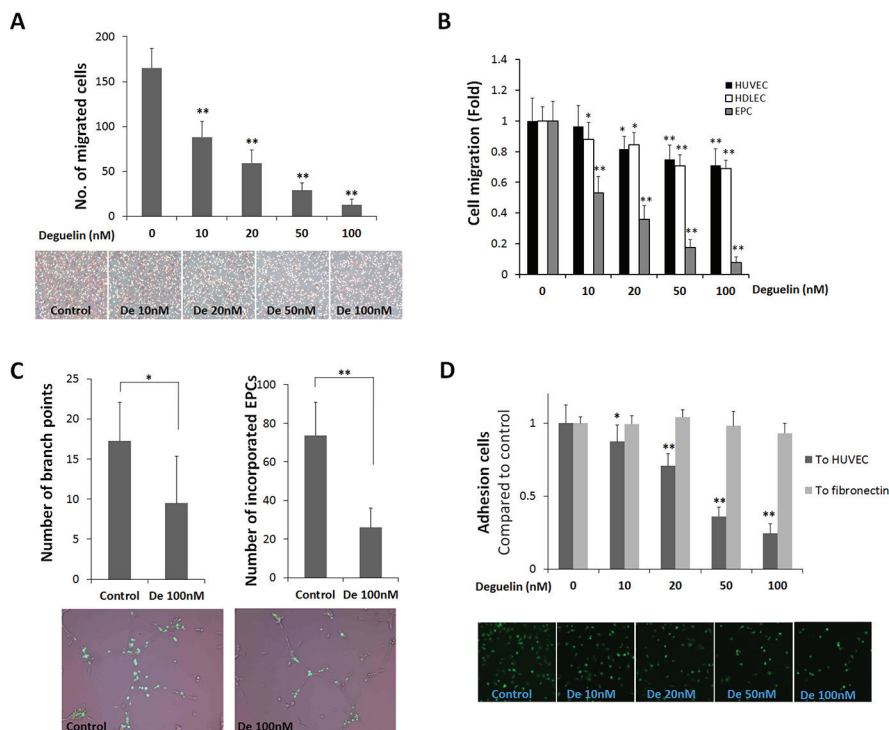 A
No. of migrated cells
200
150
100
50
0
** ** ** **
Deguelin (nM) 0 10 20 50 100
Control De 10nM De 20nM De 50nM De 100nM
B
Cell migration (Fold)
1.4
1.2
1
0.8
0.6
0.4
0.2
0
HUVEC
HDLEC
EPC
* ** * * ** ** ** ** ** ** **
0 10 20 50 100
Deguelin (nM)
C
Number of branch points
25
20
15
10
5
0
*
Control De 100nM
Number of incorporated EPCs
100
80
60
40
20
0
**
Control De 100nM
Control
De 100nM
D
Adhesion cells
Compared to control
1
0.5
0
* ** ** **
To HUVEC
To fibronectin
Deguelin (nM) 0 10 20 50 100
Control De 10nM De 20nM De 50nM De 100nM